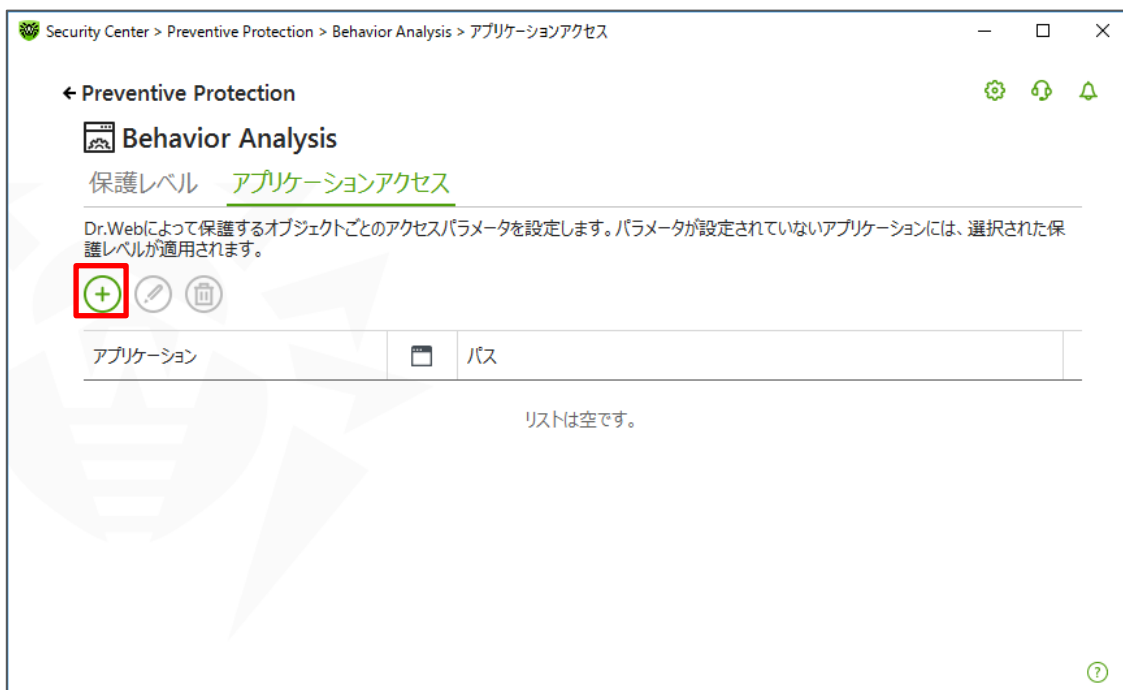 Security Center > Preventive Protection > Behavior Analysis > アプリケーションアクセス
Preventive Protection
Behavior Analysis
保護レベル アプリケーションアクセス
Dr.Webによって保護するオブジェクトごとのアクセスパラメータを設定します。パラメータが設定されていないアプリケーションには、選択された保
護レベルが適用されます。
アプリケーション パス
リストは空です。